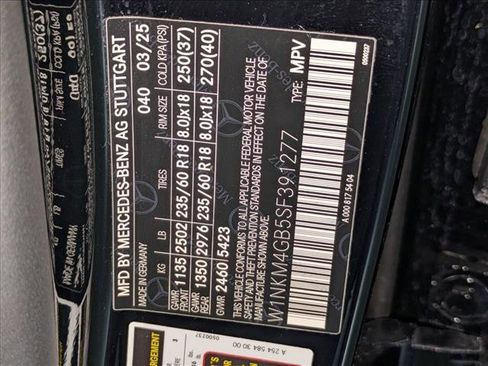 MFD BY MERCEDES-BENZ AG STUTTGART
MADE IN GERMANY
040 03/25
KG LB TIRES RIM SIZE COLD KPA (PSI)
GAWR FRONT 1135 2502 235/60 R18 8.0Jx18 250(37)
GAWR REAR 1350 2976 235/60 R18 8.0Jx18 270(40)
GVWR 2460 5423
THIS VEHICLE CONFORMS TO ALL APPLICABLE FEDERAL MOTOR VEHICLE
SAFETY AND THEFT PREVENTION STANDARDS IN EFFECT ON THE DATE OF
MANUFACTURE SHOWN ABOVE.
TYPE: MPV
W1NKM4GB5SF391277
A 000 817 54 04
0500237
A 254 584 30 00
0500237